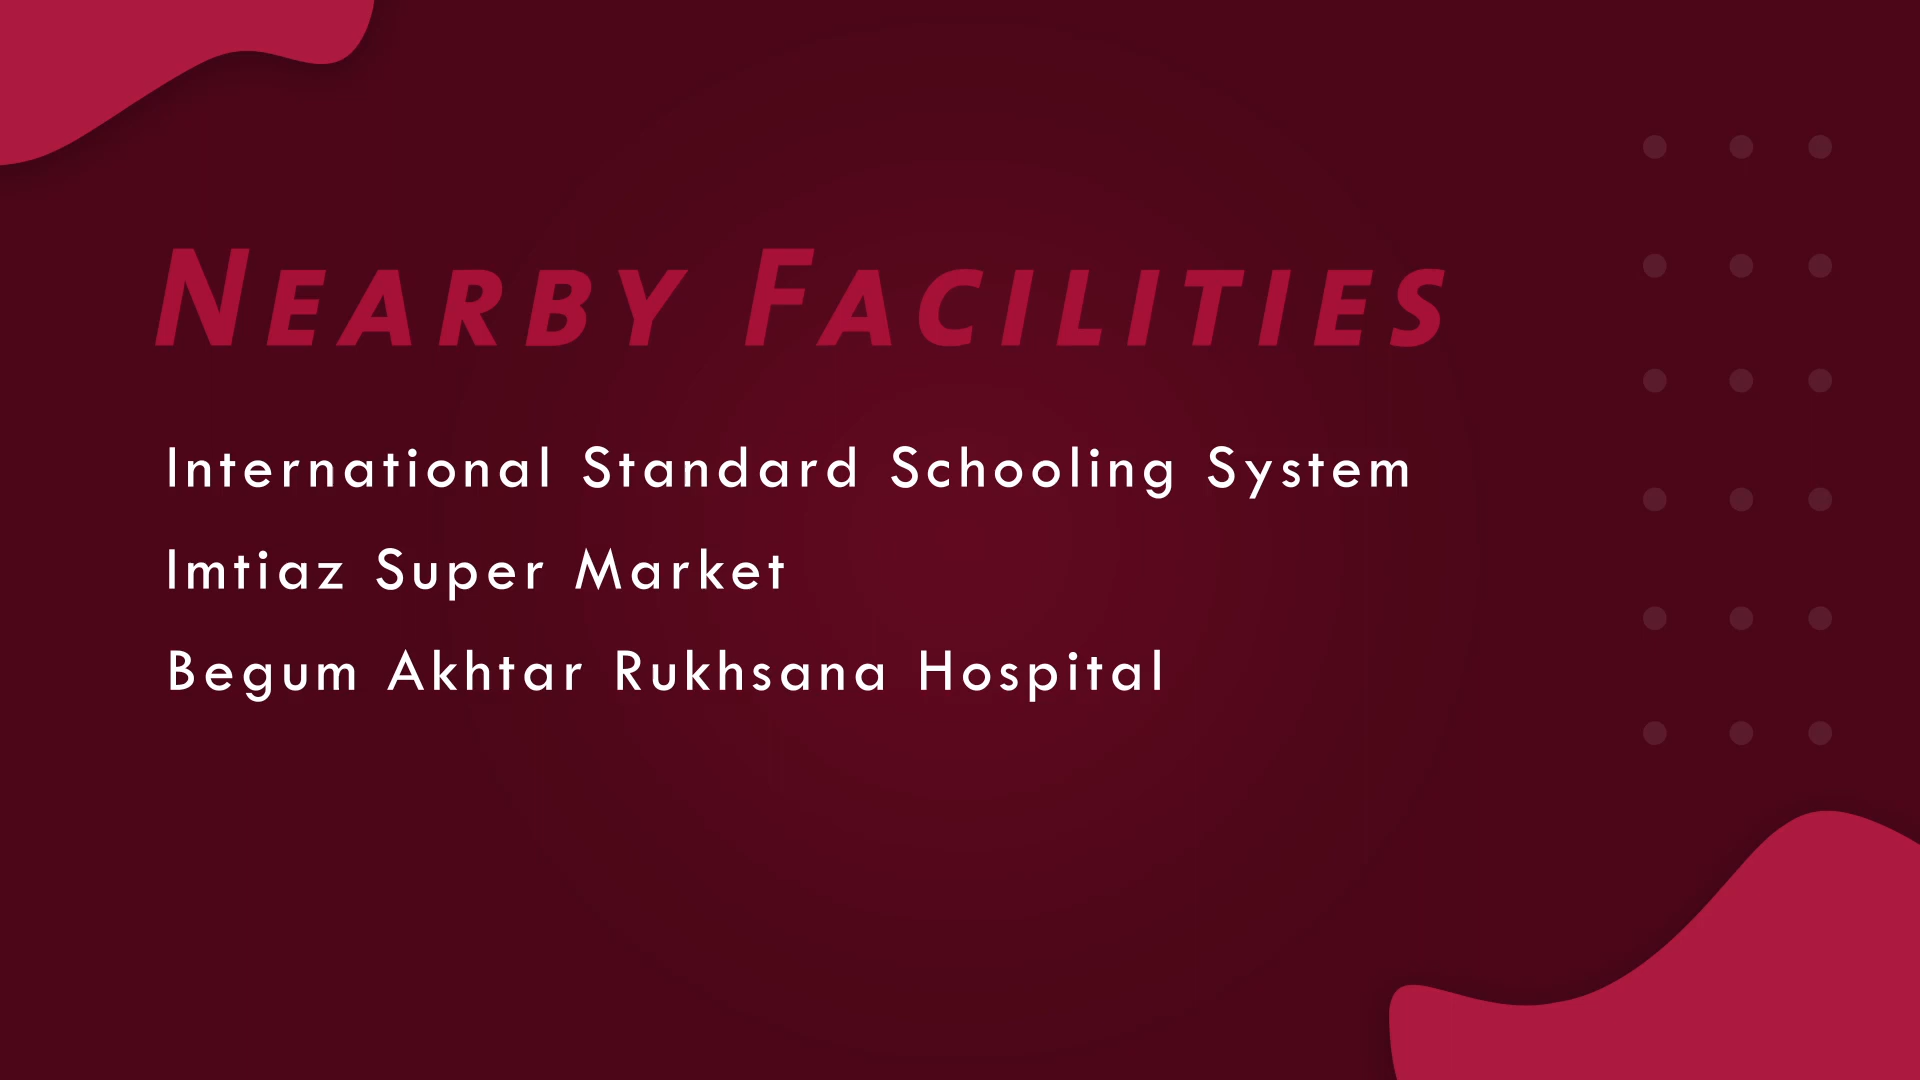 Nearby Facilities
International Standard Schooling System
Imtiaz Super Market
Begum Akhtar Rukhsana Hospital